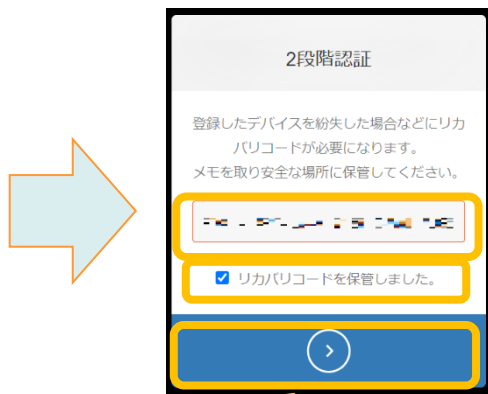 2段階認証
登録したデバイスを紛失した場合などにリカ
バリコードが必要になります。
メモを取り安全な場所に保管してください。
リカバリコードを保管しました。